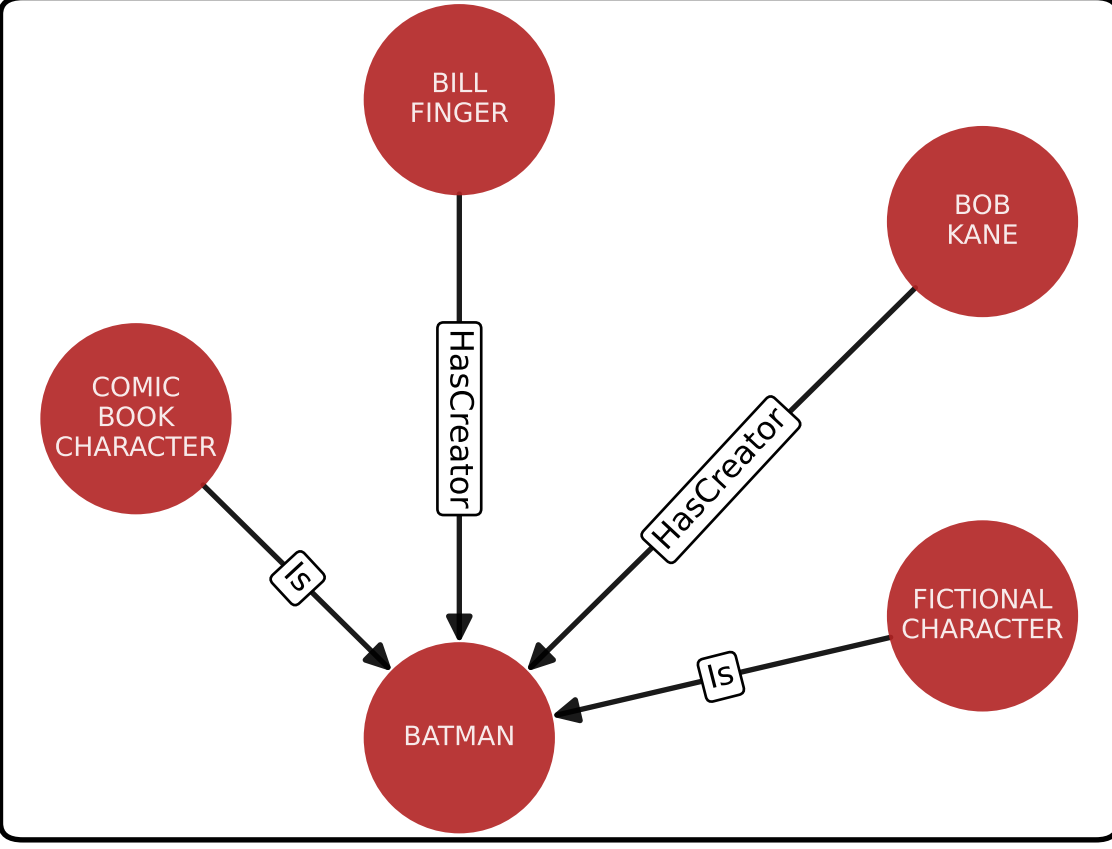 BILL
FINGER
BOB
KANE
COMIC
BOOK
CHARACTER
HasCreator
HasCreator
Is
FICTIONAL
CHARACTER
Is
BATMAN